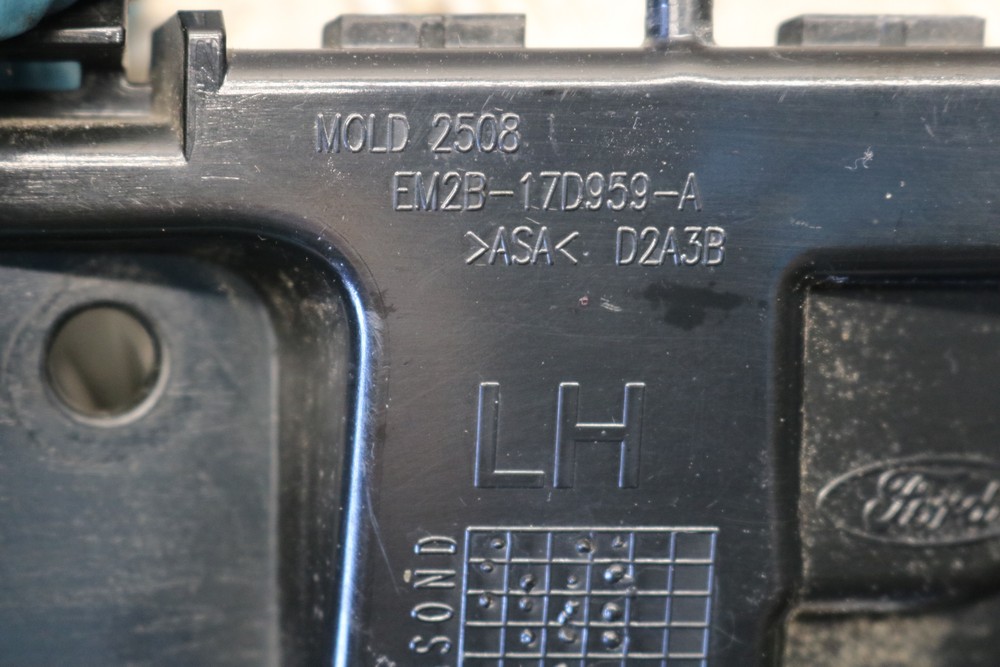 MOLD 2508
EM2B-17D959-A
>ASA< D2A3B
LH
Ford
SOND